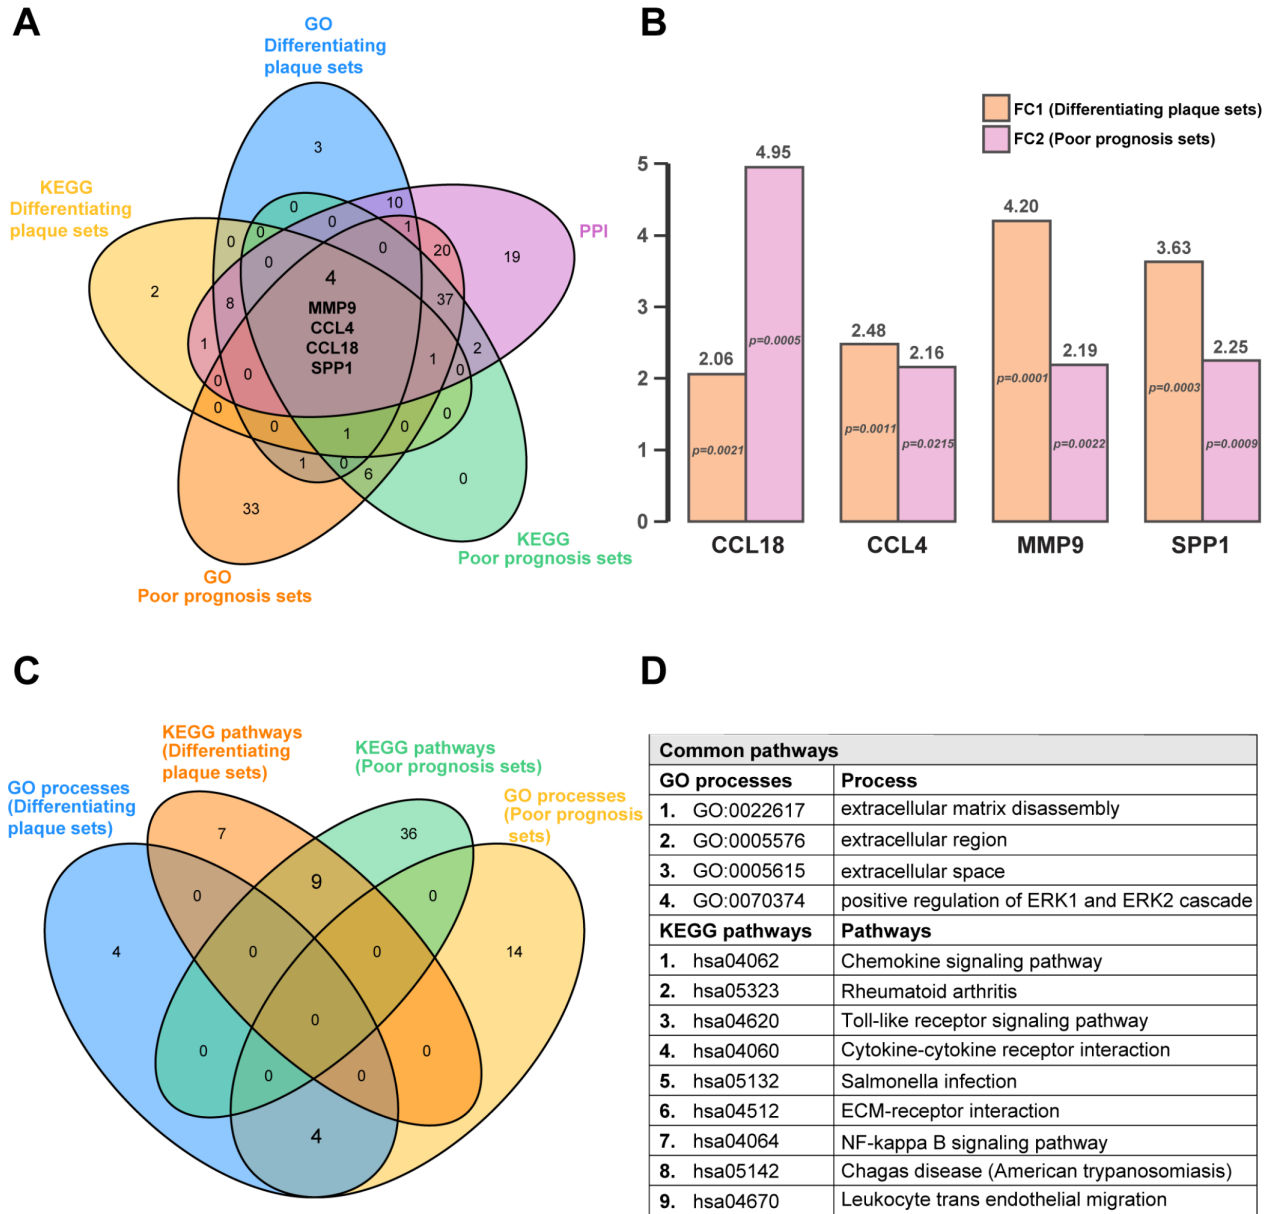 A
GO
Differentiating
plaque sets
3
KEGG
Differentiating
plaque sets
PPI
0
10
0
0
0
1
0
20
19
0
4
2
8
MMP9
CCL4
CCL18
SPP1
37
1
1
2
0
0
0
0
0
0
1
0
1
0
6
0
33
KEGG
Poor prognosis sets
GO
Poor prognosis sets
B
FC1 (Differentiating plaque sets)
FC2 (Poor prognosis sets)
5
4
3
2
1
0
2.06
4.95
2.48
2.16
4.20
2.19
3.63
2.25
p=0.0021
p=0.0005
p=0.0011
p=0.0215
p=0.0001
p=0.0022
p=0.0003
p=0.0009
CCL18
CCL4
MMP9
SPP1
C
GO processes
(Differentiating
plaque sets)
KEGG pathways
(Differentiating
plaque sets)
KEGG pathways
(Poor prognosis sets)
GO processes
(Poor prognosis
sets)
7
36
9
0
0
4
0
0
14
0
0
0
0
0
4
D
Common pathways
GO processes Process
1. GO:0022617 extracellular matrix disassembly
2. GO:0005576 extracellular region
3. GO:0005615 extracellular space
4. GO:0070374 positive regulation of ERK1 and ERK2 cascade
KEGG pathways Pathways
1. hsa04062 Chemokine signaling pathway
2. hsa05323 Rheumatoid arthritis
3. hsa04620 Toll-like receptor signaling pathway
4. hsa04060 Cytokine-cytokine receptor interaction
5. hsa05132 Salmonella infection
6. hsa04512 ECM-receptor interaction
7. hsa04064 NF-kappa B signaling pathway
8. hsa05142 Chagas disease (American trypanosomiasis)
9. hsa04670 Leukocyte trans endothelial migration